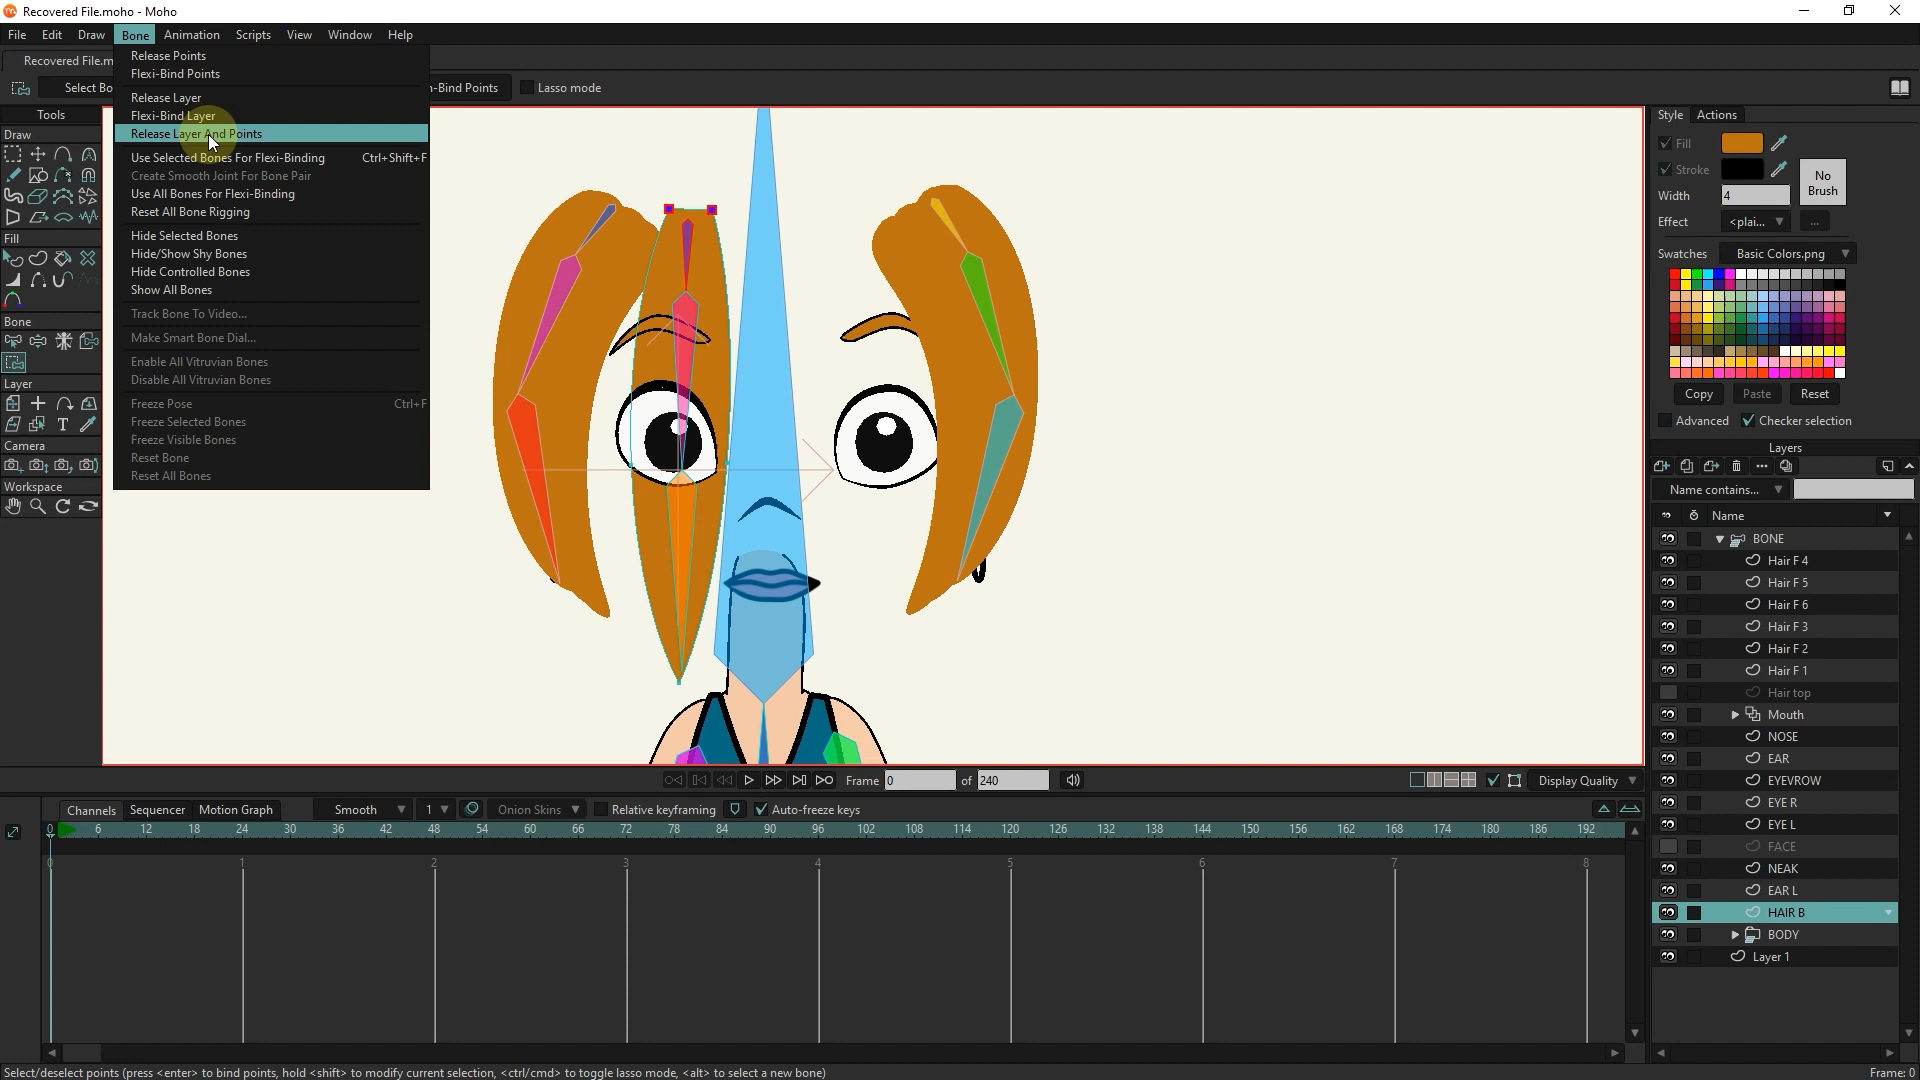 Recovered File.moho - Moho
File Edit Draw Bone Animation Scripts View Window Help
Recovered File.m
Select Bo
-Bind Points
Lasso mode
Release Points
Flexi-Bind Points
Release Layer
Flexi-Bind Layer
Release Layer And Points
Use Selected Bones For Flexi-Binding Ctrl+Shift+F
Create Smooth Joint For Bone Pair
Use All Bones For Flexi-Binding
Reset All Bone Rigging
Hide Selected Bones
Hide/Show Shy Bones
Hide Controlled Bones
Show All Bones
Track Bone To Video...
Make Smart Bone Dial...
Enable All Vitruvian Bones
Disable All Vitruvian Bones
Freeze Pose Ctrl+F
Freeze Selected Bones
Freeze Visible Bones
Reset Bone
Reset All Bones
Tools
Draw
Fill
Bone
Layer
Camera
Workspace
Style Actions
Fill
Stroke
No Brush
Width 4
Effect <plai... ...
Swatches Basic Colors.png
Copy Paste Reset
Advanced Checker selection
Layers
Name contains...
Name
BONE
Hair F 4
Hair F 5
Hair F 6
Hair F 3
Hair F 2
Hair F 1
Hair top
Mouth
NOSE
EAR
EYEVROW
EYE R
EYE L
FACE
NEAK
EAR L
HAIR B
BODY
Layer 1
Frame 0 of 240
Display Quality
Channels Sequencer Motion Graph
Smooth 1 Onion Skins Relative keyframing Auto-freeze keys
0 6 12 18 24 30 36 42 48 54 60 66 72 78 84 90 96 102 108 114 120 126 132 138 144 150 156 162 168 174 180 186 192
0 1 2 3 4 5 6 7 8
Select/deselect points (press <enter> to bind points, hold <shift> to modify current selection, <ctrl/cmd> to toggle lasso mode, <alt> to select a new bone)
Frame: 0